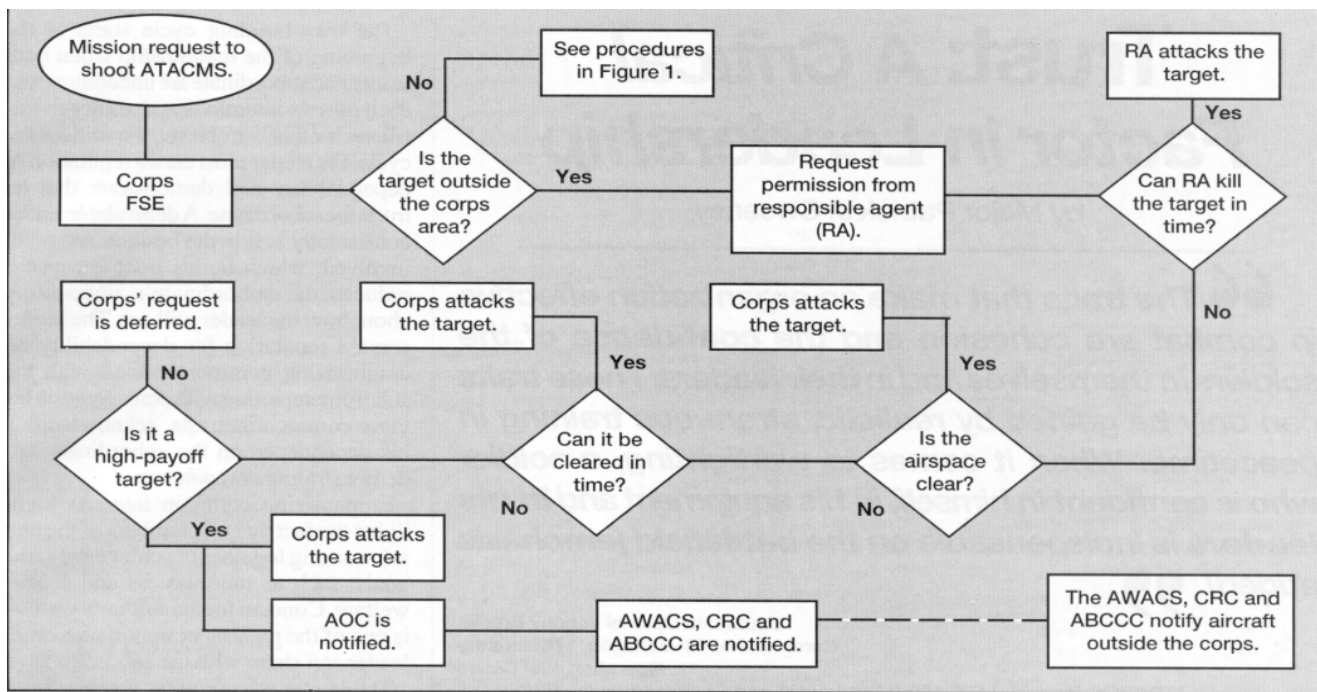 Mission request to
shoot ATACMS.
Corps
FSE
No
See procedures
in Figure 1.
Is the
target outside
the corps
area?
Yes
Request
permission from
responsible agent
(RA).
RA attacks the
target.
Yes
Can RA kill
the target in
time?
No
Corps' request
is deferred.
No
Is it a
high-payoff
target?
Yes
Corps attacks
the target.
AOC is
notified.
Corps attacks
the target.
Yes
Can it be
cleared in
time?
No
AWACS, CRC and
ABCCC are notified.
Corps attacks
the target.
Yes
Is the
airspace
clear?
No
The AWACS, CRC and
ABCCC notify aircraft
outside the corps.